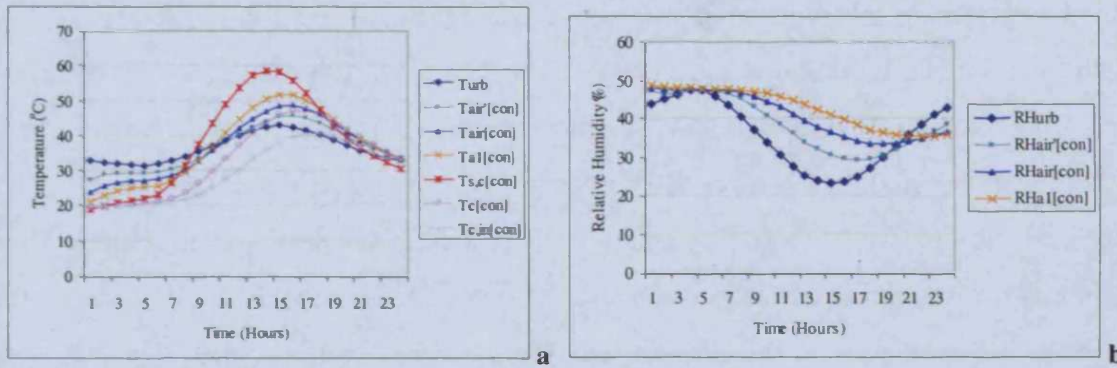 70
60
50
40
30
20
10
0
Temperature (°C)
1 3 5 7 9 11 13 15 17 19 21 23
Time (Hours)
Turb
Tair'[con]
Tair[con]
Ta1[con]
Ts,c[con]
Tc[con]
Tc,in[con]
a
60
50
40
30
20
10
0
Relative Humidity %)
1 3 5 7 9 11 13 15 17 19 21 23
Time (Hours)
RHurb
RHair'[con]
RHair[con]
RHa1[con]
b